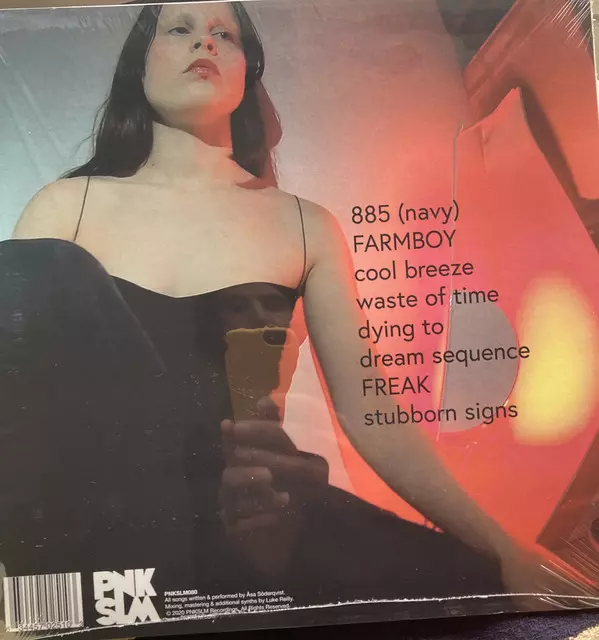 885 (navy)
FARMBOY
cool breeze
waste of time
dying to
dream sequence
FREAK
stubborn signs
PNK
SLM
PNKSLM080
All songs written & performed by Åsa Söderqvist.
Mixing, mastering & additional synths by Luke Reilly.
© 2020 PNKSLM Recordings. All Rights Reserved.